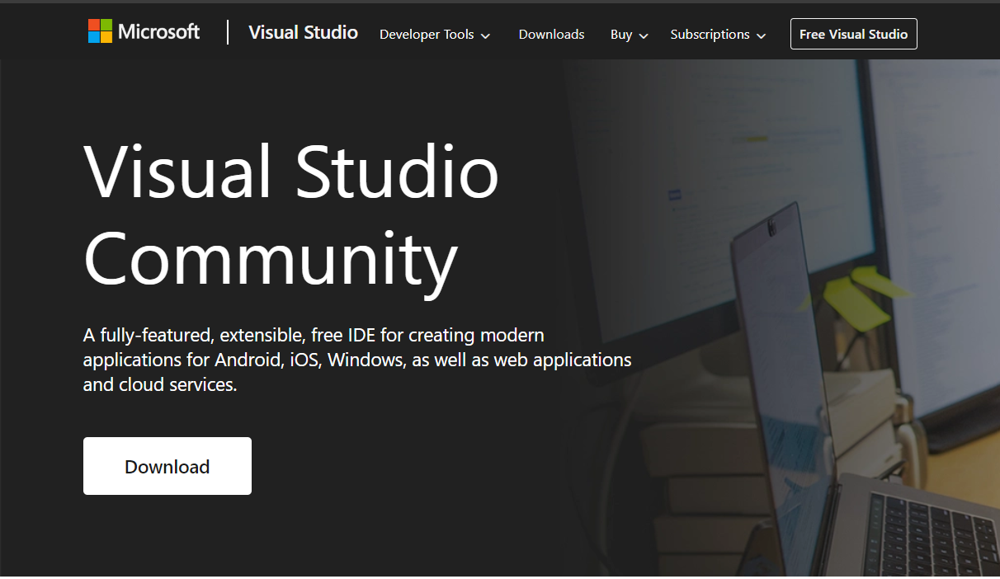 Microsoft Visual Studio Developer Tools Downloads Buy Subscriptions Free Visual Studio
Visual Studio
Community
A fully-featured, extensible, free IDE for creating modern
applications for Android, iOS, Windows, as well as web applications
and cloud services.
Download